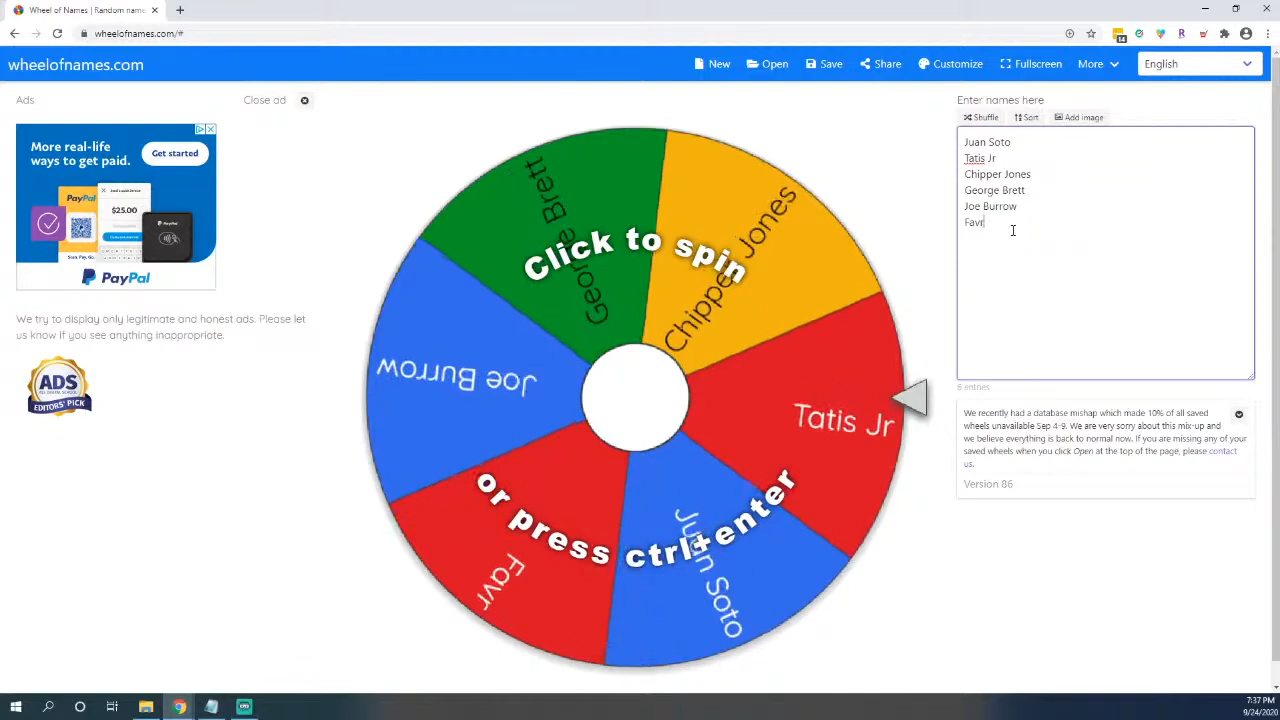 Wheel of Names | Random name
wheelofnames.com/#
14
wheelofnames.com
New
Open
Save
Share
Customize
Fullscreen
More
English
Ads
Close ad
More real-life
ways to get paid.
Get started
PayPal
$25.00
Scan. Pay. Go.
PayPal
We try to display only legitimate and honest ads. Please let
us know if you see anything inappropriate.
ADS
EDITORS' PICK
Click to spin
or press ctrl+enter
George Brett
Chipper Jones
Tatis Jr
Juan Soto
Favr
Joe Burrow
Enter names here
Shuffle
Sort
Add image
Juan Soto
Tatis Jr
Chipper Jones
George Brett
Joe Burrow
Favr
6 entries
We recently had a database mishap which made 10% of all saved
wheels unavailable Sep 4-9. We are very sorry about this mix-up and
we believe everything is back to normal now. If you are missing any of your
saved wheels when you click Open at the top of the page, please contact
us.
Version 86
7:37 PM
9/24/2020